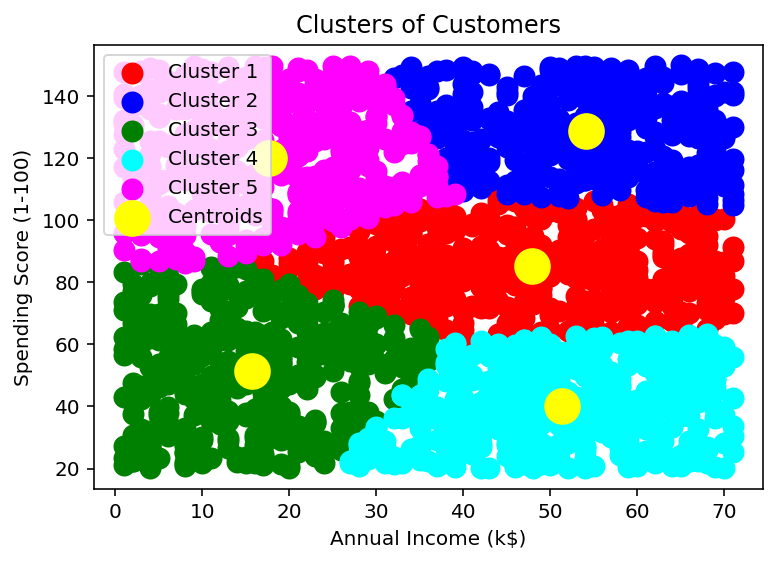 Clusters of Customers
Cluster 1
Cluster 2
Cluster 3
Cluster 4
Cluster 5
Centroids
Spending Score (1-100)
140
120
100
80
60
40
20
0 10 20 30 40 50 60 70
Annual Income (k$)